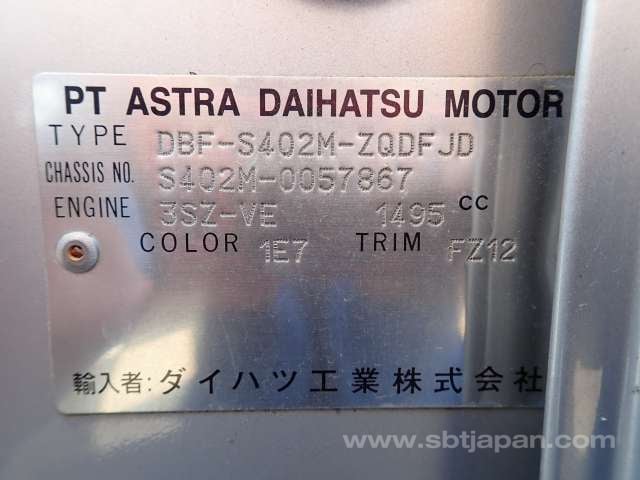 PT ASTRA DAIHATSU MOTOR
TYPE DBF-S402M-ZQDFJD
CHASSIS NO. S402M-0057867
ENGINE 3SZ-VE 1495 CC
COLOR 1E7 TRIM FZ12
輸入者: ダイハツ工業株式会社
www.sbtjapan.com